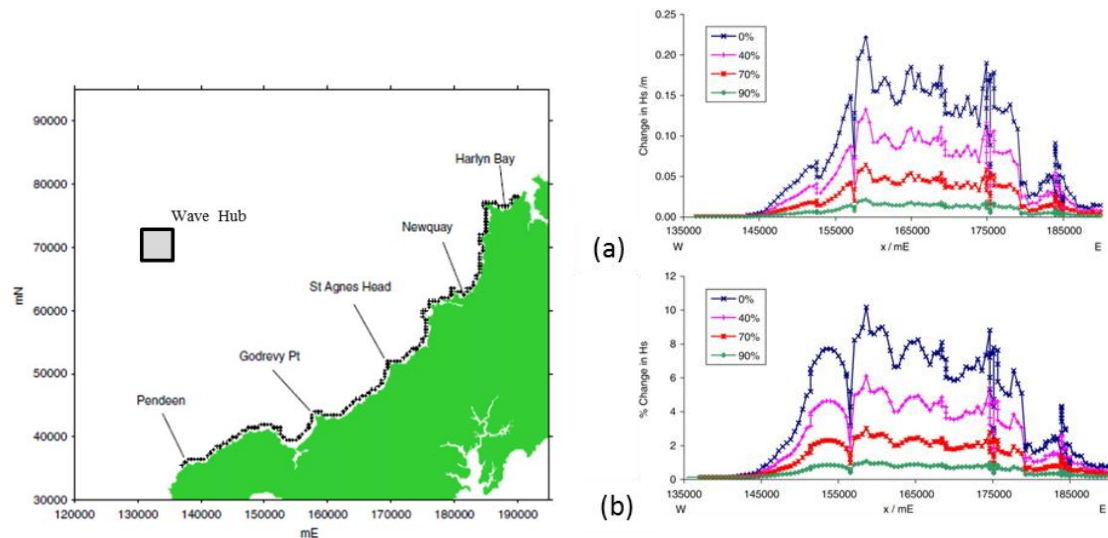 90000
80000
70000
60000
50000
40000
30000
mN
120000 130000 140000 150000 160000 170000 180000 190000
mE
Wave Hub
Harlyn Bay
Newquay
St Agnes Head
Godrevy Pt
Pendeen
(a)
0.25
0.20
0.15
0.10
0.05
0.00
Change in Hs /m
0%
40%
70%
90%
135000 145000 155000 165000 175000 185000
W x / mE E
(b)
12
10
8
6
4
2
0
% Change in Hs
0%
40%
70%
90%
135000 145000 155000 165000 175000 185000
W x / mE E